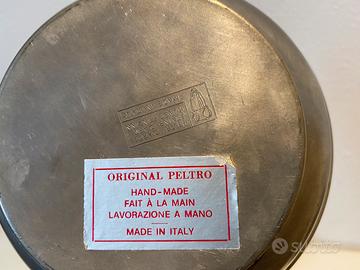 ORIGINAL PELTRO
HAND-MADE
FAIT À LA MAIN
LAVORAZIONE A MANO
MADE IN ITALY
subito